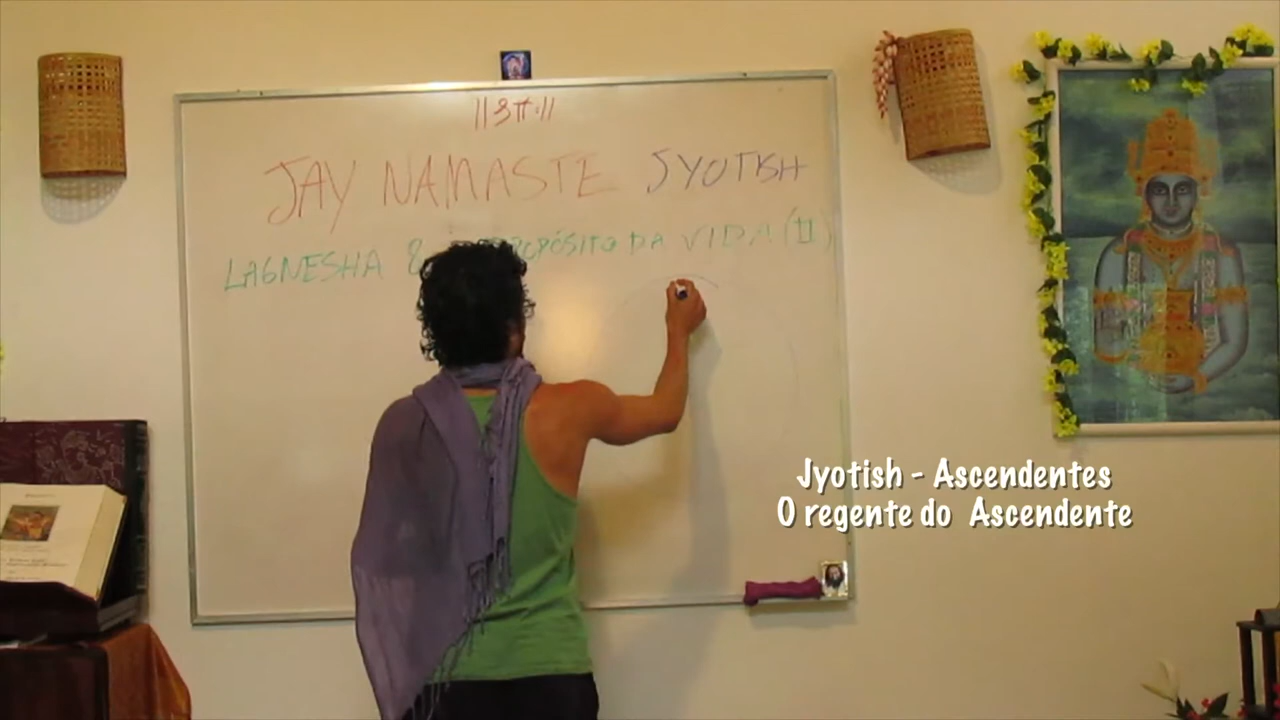 ||ॐ||
JAY NAMASTE JYOTISH
LAGNESHA & PROPÓSITO DA VIDA (II)
Jyotish - Ascendentes
O regente do Ascendente